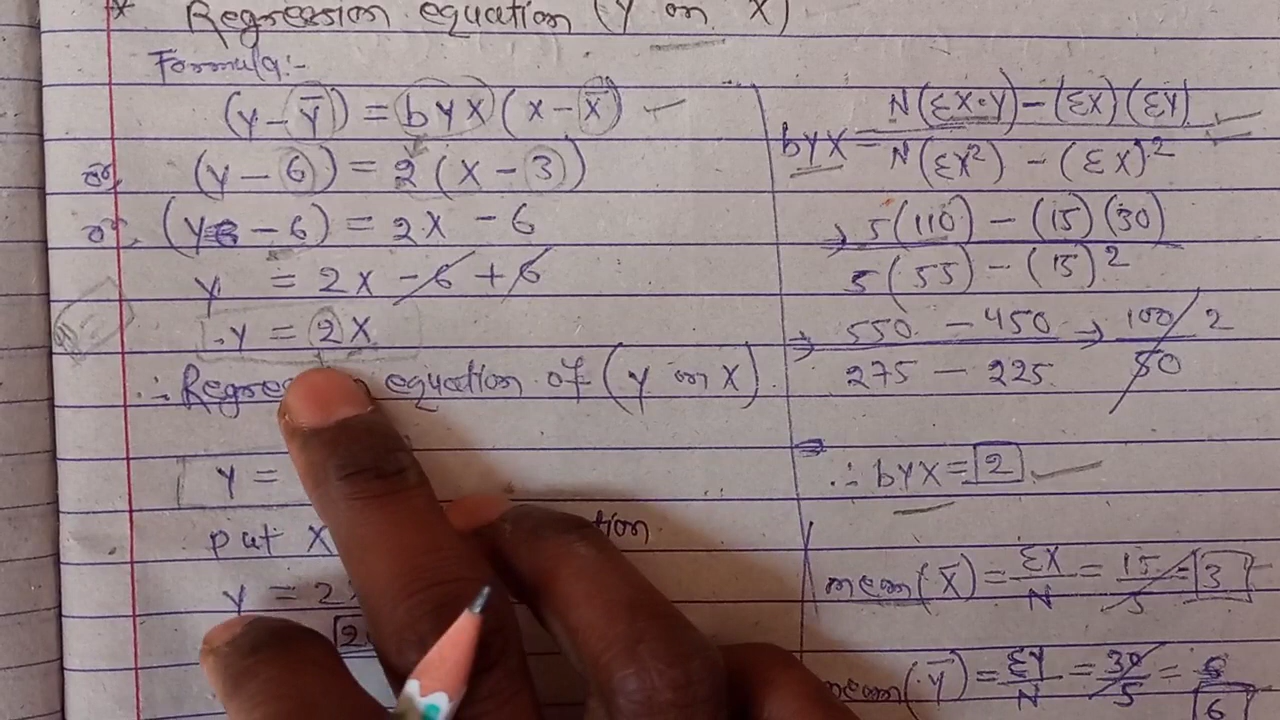 * Regression equation (Y on X)
Formula:-
(Y - Y̅) = bYX (X - X̅)
or, (Y - 6) = 2 (X - 3)
or, (Y - 6) = 2X - 6
Y = 2X - 6 + 6
Y = 2X
∴ Regre equation of (Y on X).
Y =
put X tion
Y = 2
bYX = N(ΣX·Y) - (ΣX)(ΣY) / N(ΣX²) - (ΣX)²
→ 5(110) - (15)(30) / 5(55) - (15)²
→ 550 - 450 / 275 - 225 → 100 / 50 2
∴ bYX = 2
mean(X̅) = ΣX / N = 15 / 5 = 3
mean(Y̅) = ΣY / N = 30 / 5 = 6